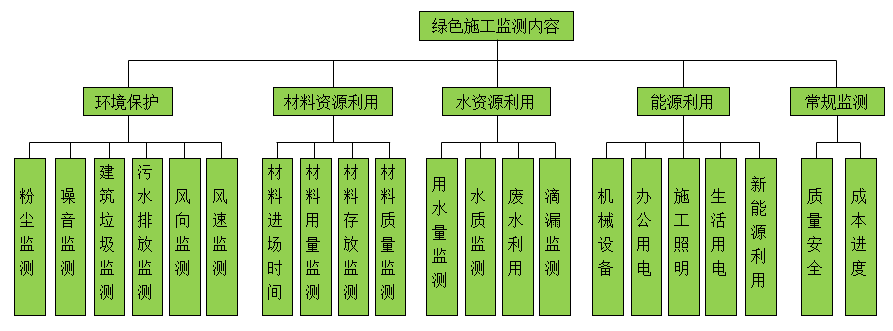 绿色施工监测内容
环境保护
材料资源利用
水资源利用
能源利用
常规监测
粉尘监测
噪音监测
建筑垃圾监测
污水排放监测
风向监测
风速监测
材料进场时间
材料用量监测
材料存放监测
材料质量监测
用水量监测
水质监测
废水利用
滴漏监测
机械设备
办公用电
施工照明
生活用电
新能源利用
质量安全
成本进度